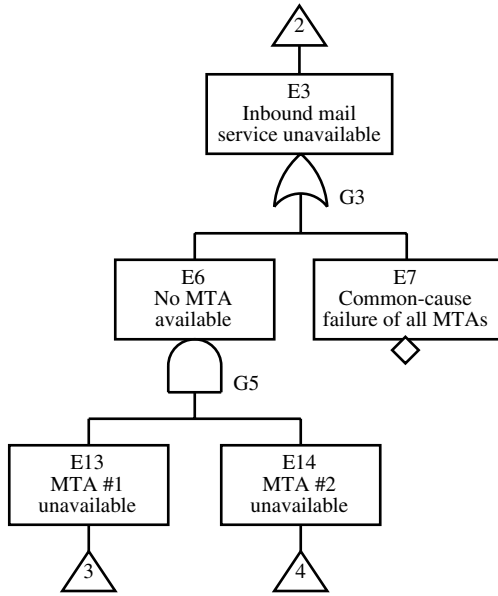 2
E3
Inbound mail
service unavailable
G3
E6
No MTA
available
E7
Common-cause
failure of all MTAs
G5
E13
MTA #1
unavailable
E14
MTA #2
unavailable
3
4